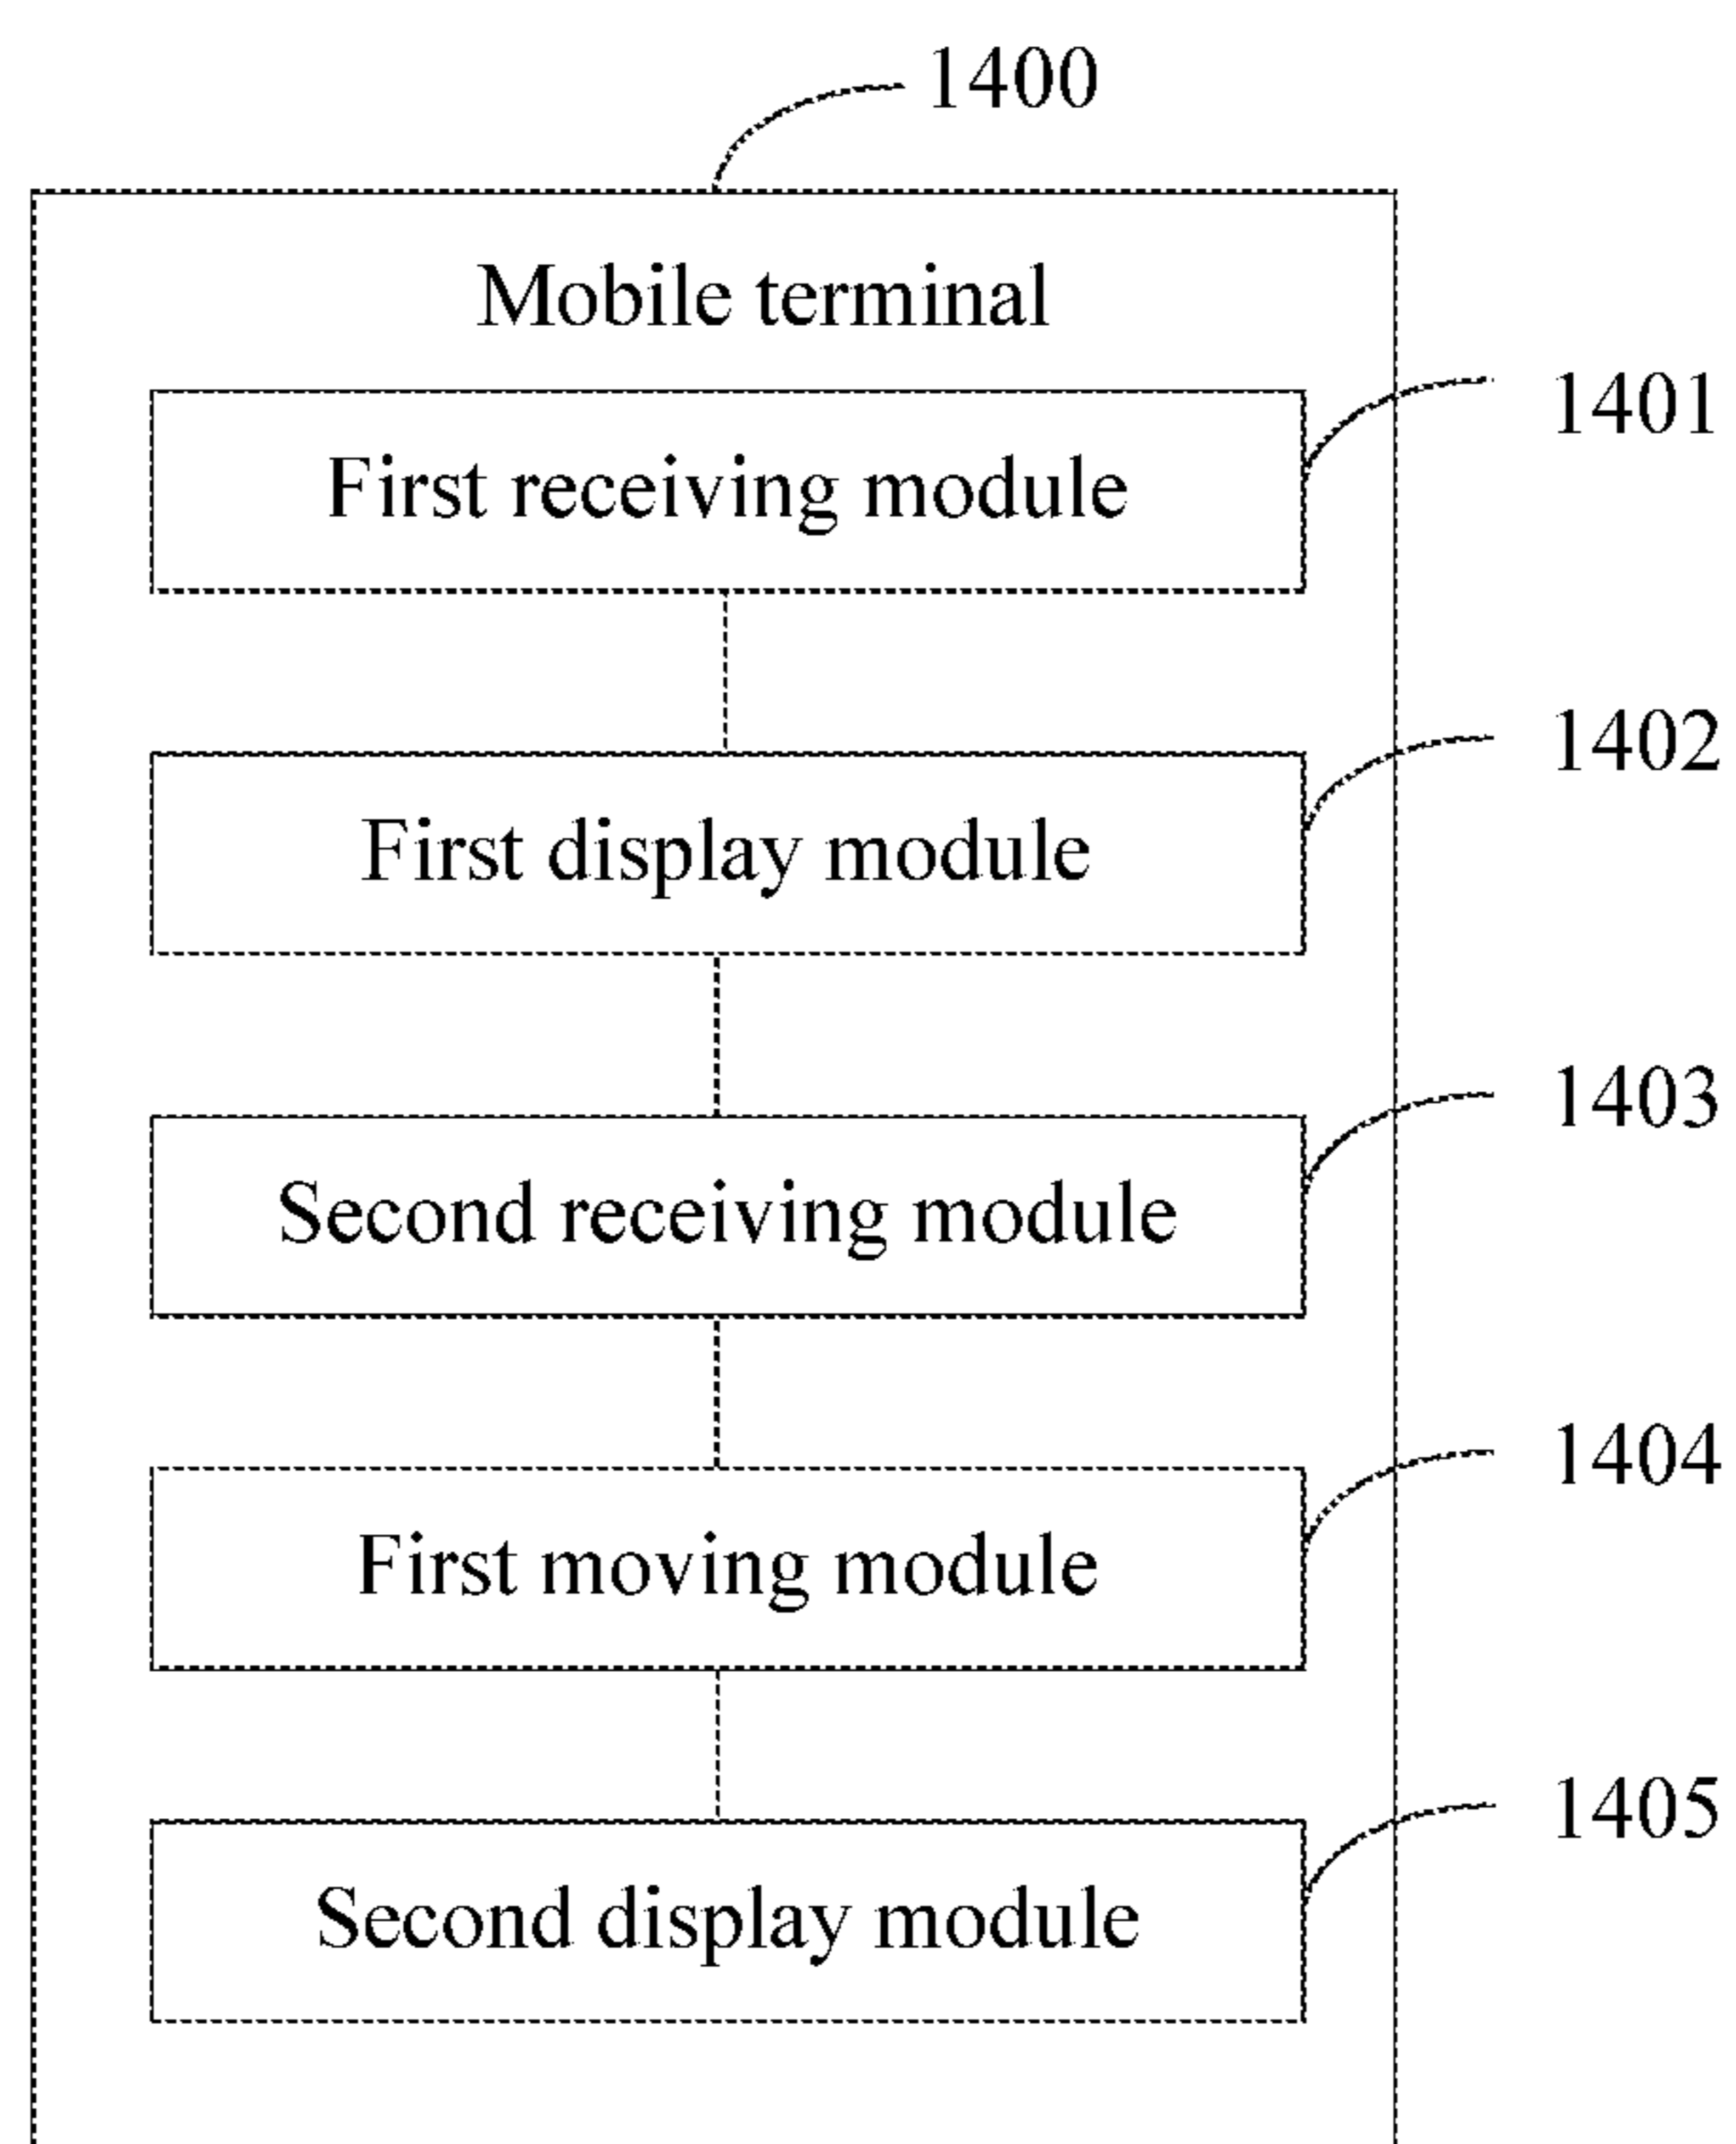 1400
Mobile terminal
1401
First receiving module
1402
First display module
1403
Second receiving module
1404
First moving module
1405
Second display module